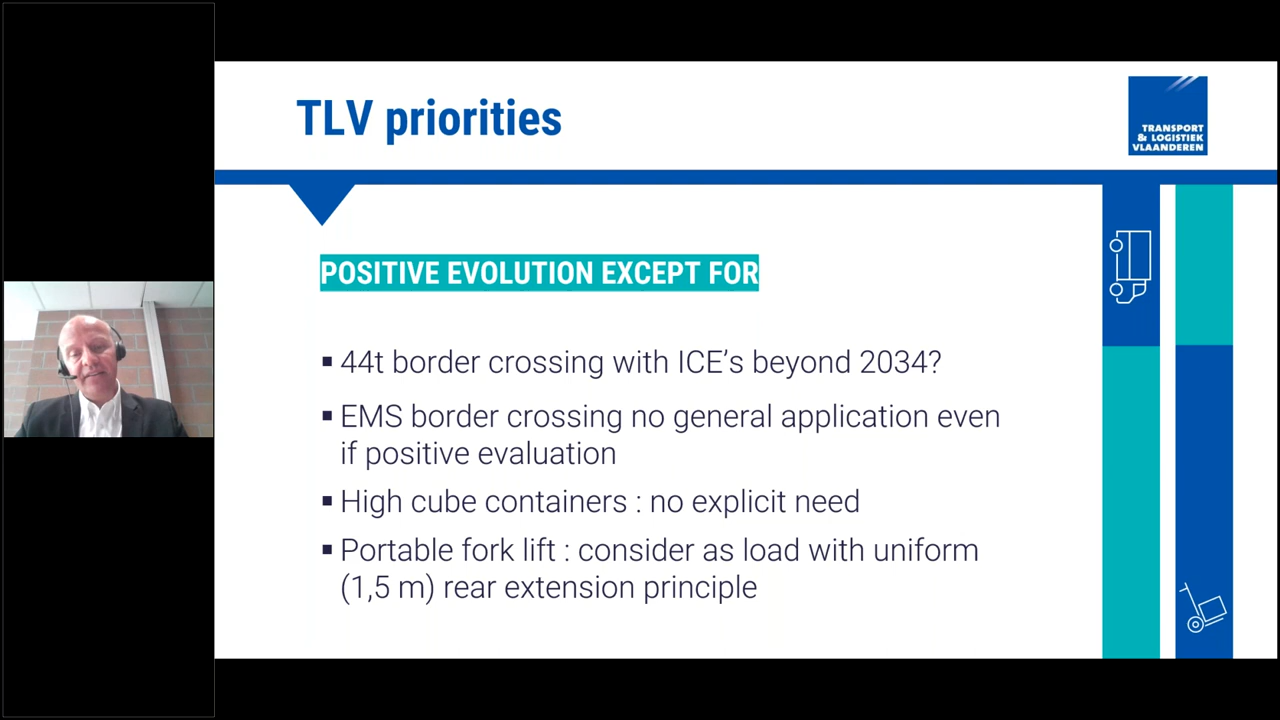 TLV priorities
TRANSPORT
& LOGISTIEK
VLAANDEREN
POSITIVE EVOLUTION EXCEPT FOR
▪ 44t border crossing with ICE’s beyond 2034?
▪ EMS border crossing no general application even
if positive evaluation
▪ High cube containers : no explicit need
▪ Portable fork lift : consider as load with uniform
(1,5 m) rear extension principle